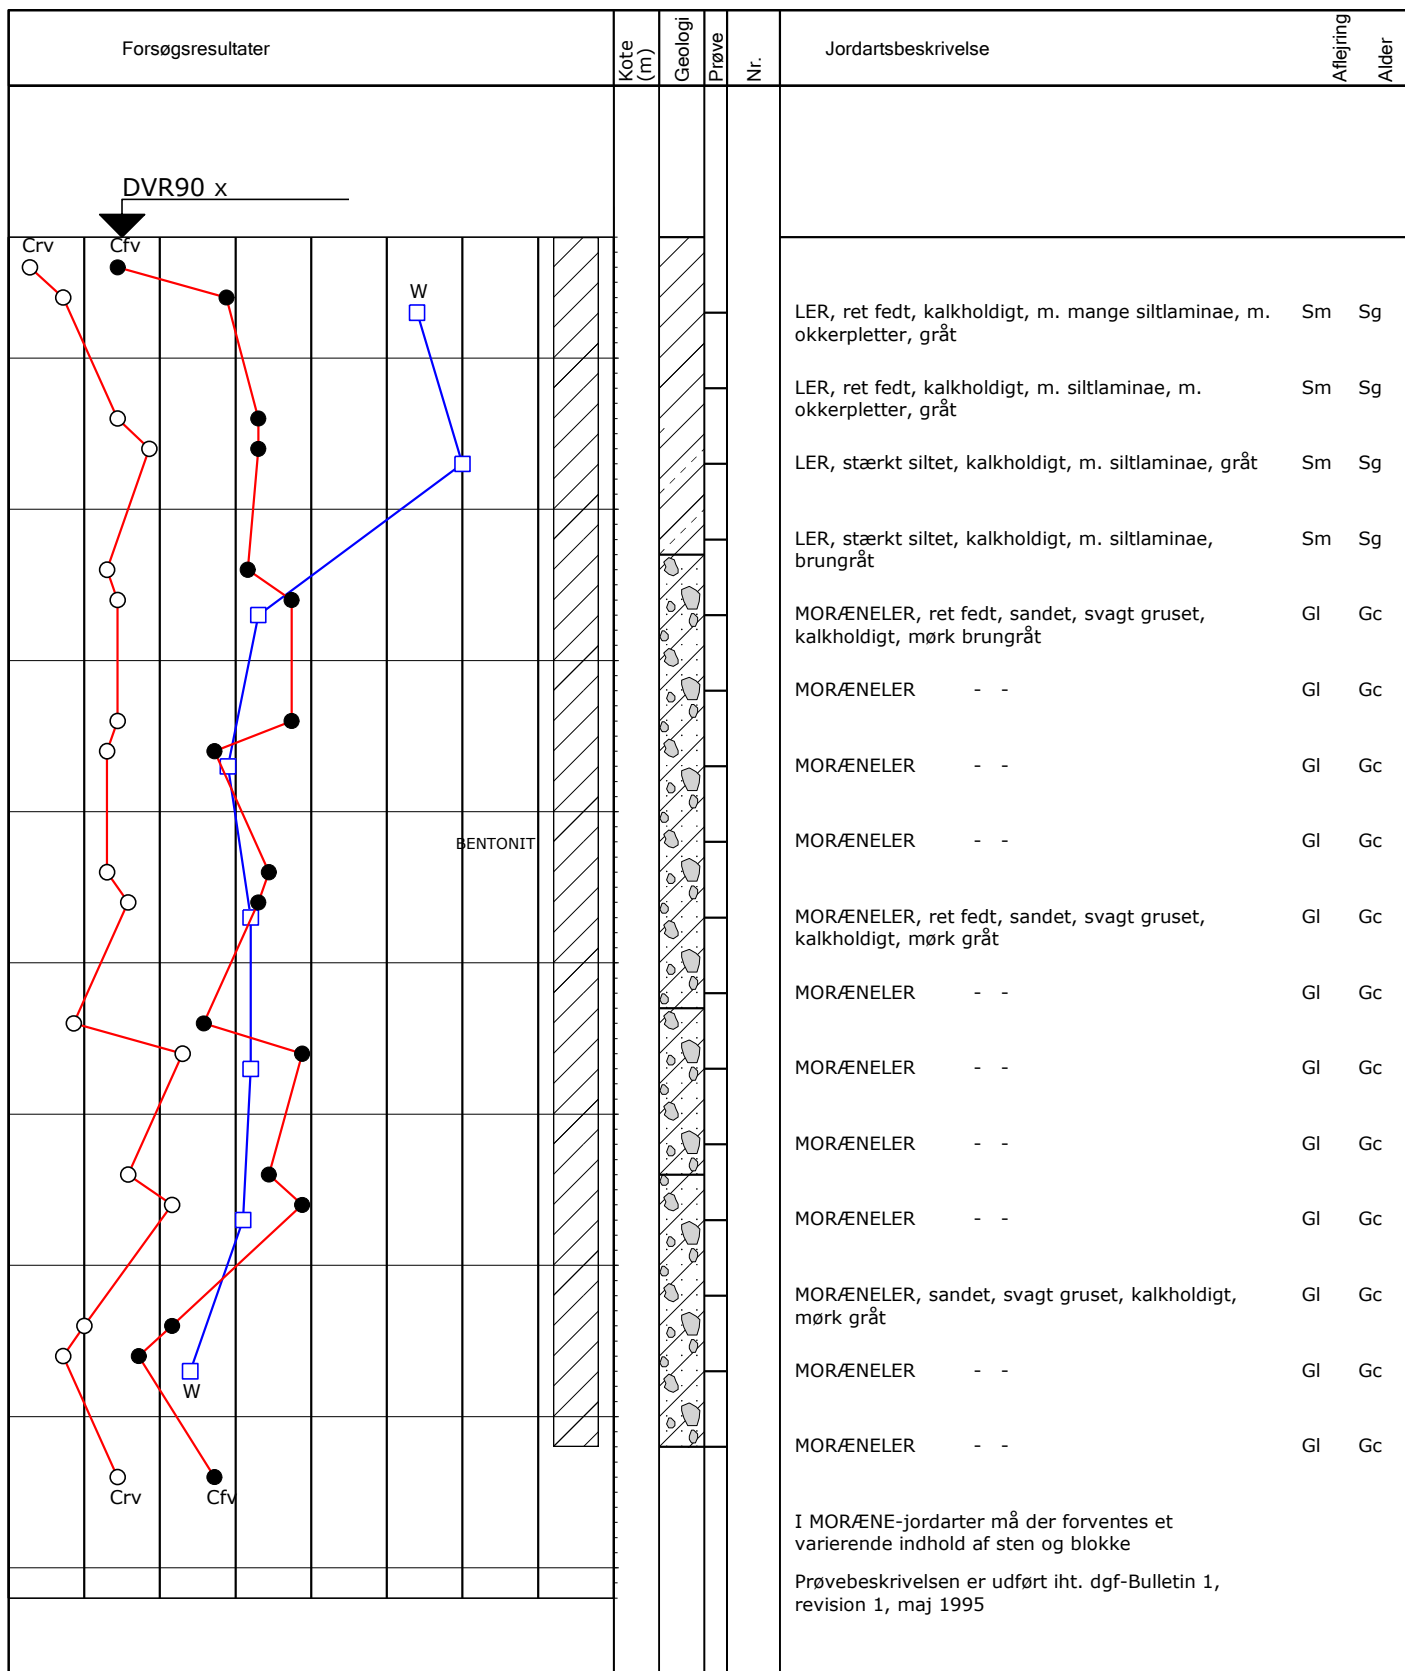 Forsøgsresultater
Kote (m)
Geologi
Prøve
Nr.
Jordartsbeskrivelse
Aflejring
Alder
DVR90 x
Crv
Cfv
W
LER, ret fedt, kalkholdigt, m. mange siltlaminae, m. Sm Sg
okkerpletter, gråt
LER, ret fedt, kalkholdigt, m. siltlaminae, m. Sm Sg
okkerpletter, gråt
LER, stærkt siltet, kalkholdigt, m. siltlaminae, gråt Sm Sg
LER, stærkt siltet, kalkholdigt, m. siltlaminae, Sm Sg
brungråt
MORÆNELER, ret fedt, sandet, svagt gruset, Gl Gc
kalkholdigt, mørk brungråt
MORÆNELER - - Gl Gc
MORÆNELER - - Gl Gc
BENTONIT
MORÆNELER - - Gl Gc
MORÆNELER, ret fedt, sandet, svagt gruset, Gl Gc
kalkholdigt, mørk gråt
MORÆNELER - - Gl Gc
MORÆNELER - - Gl Gc
MORÆNELER - - Gl Gc
MORÆNELER - - Gl Gc
MORÆNELER, sandet, svagt gruset, kalkholdigt, Gl Gc
mørk gråt
MORÆNELER - - Gl Gc
W
MORÆNELER - - Gl Gc
Crv
Cfv
I MORÆNE-jordarter må der forventes et
varierende indhold af sten og blokke
Prøvebeskrivelsen er udført iht. dgf-Bulletin 1,
revision 1, maj 1995